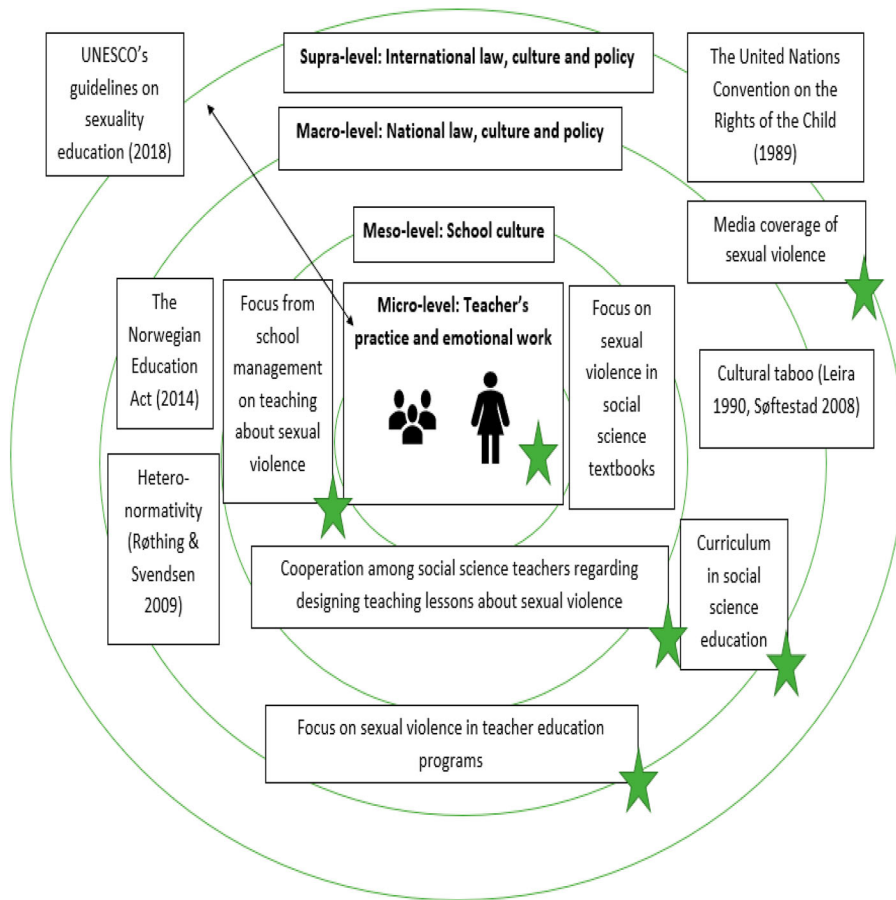 UNESCO's
guidelines on
sexuality
education (2018)
Supra-level: International law, culture and policy
The United Nations
Convention on the
Rights of the Child
(1989)
Macro-level: National law, culture and policy
Media coverage of
sexual violence
Meso-level: School culture
The
Norwegian
Education
Act (2014)
Focus from
school
management
on teaching
about sexual
violence
Micro-level: Teacher's
practice and emotional work
Focus on
sexual
violence in
social
science
textbooks
Cultural taboo (Leira
1990, Søftestad 2008)
Hetero-
normativity
(Røthing &
Svendsen
2009)
Cooperation among social science teachers regarding
designing teaching lessons about sexual violence
Curriculum
in social
science
education
Focus on sexual violence in teacher education
programs